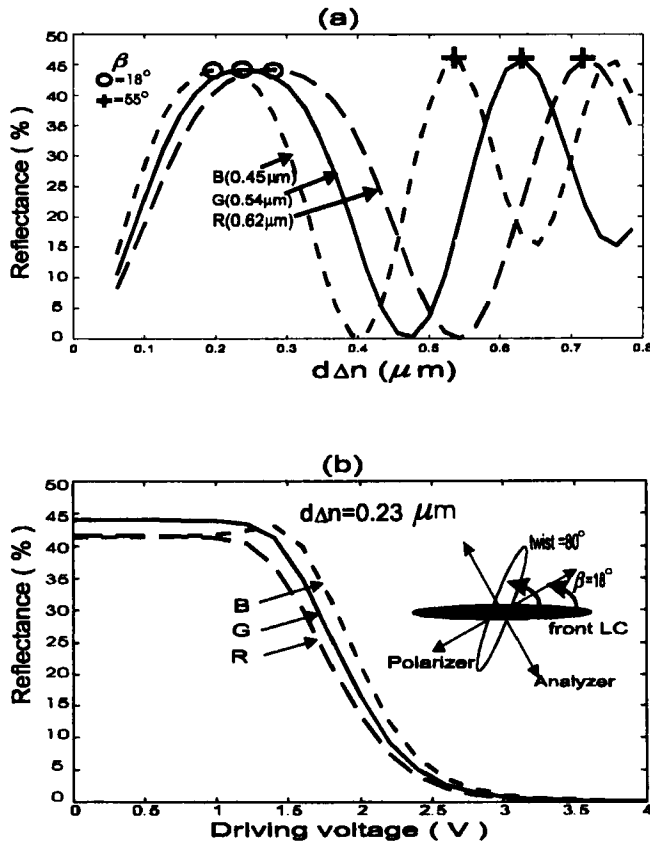 (a)
β
=18°
=55°
B(0.45μm)
G(0.54μm)
R(0.62μm)
Reflectance ( % )
50
45
40
35
30
25
20
15
10
5
0
0 0.1 0.2 0.3 0.4 0.5 0.6 0.7 0.8
dΔn (μm)
(b)
dΔn=0.23 μm
twist=80°
β=18°
front LC
Polarizer
Analyzer
B
G
R
Reflectance ( % )
50
45
40
35
30
25
20
15
10
5
0
0 0.5 1 1.5 2 2.5 3 3.5 4
Driving voltage ( V )